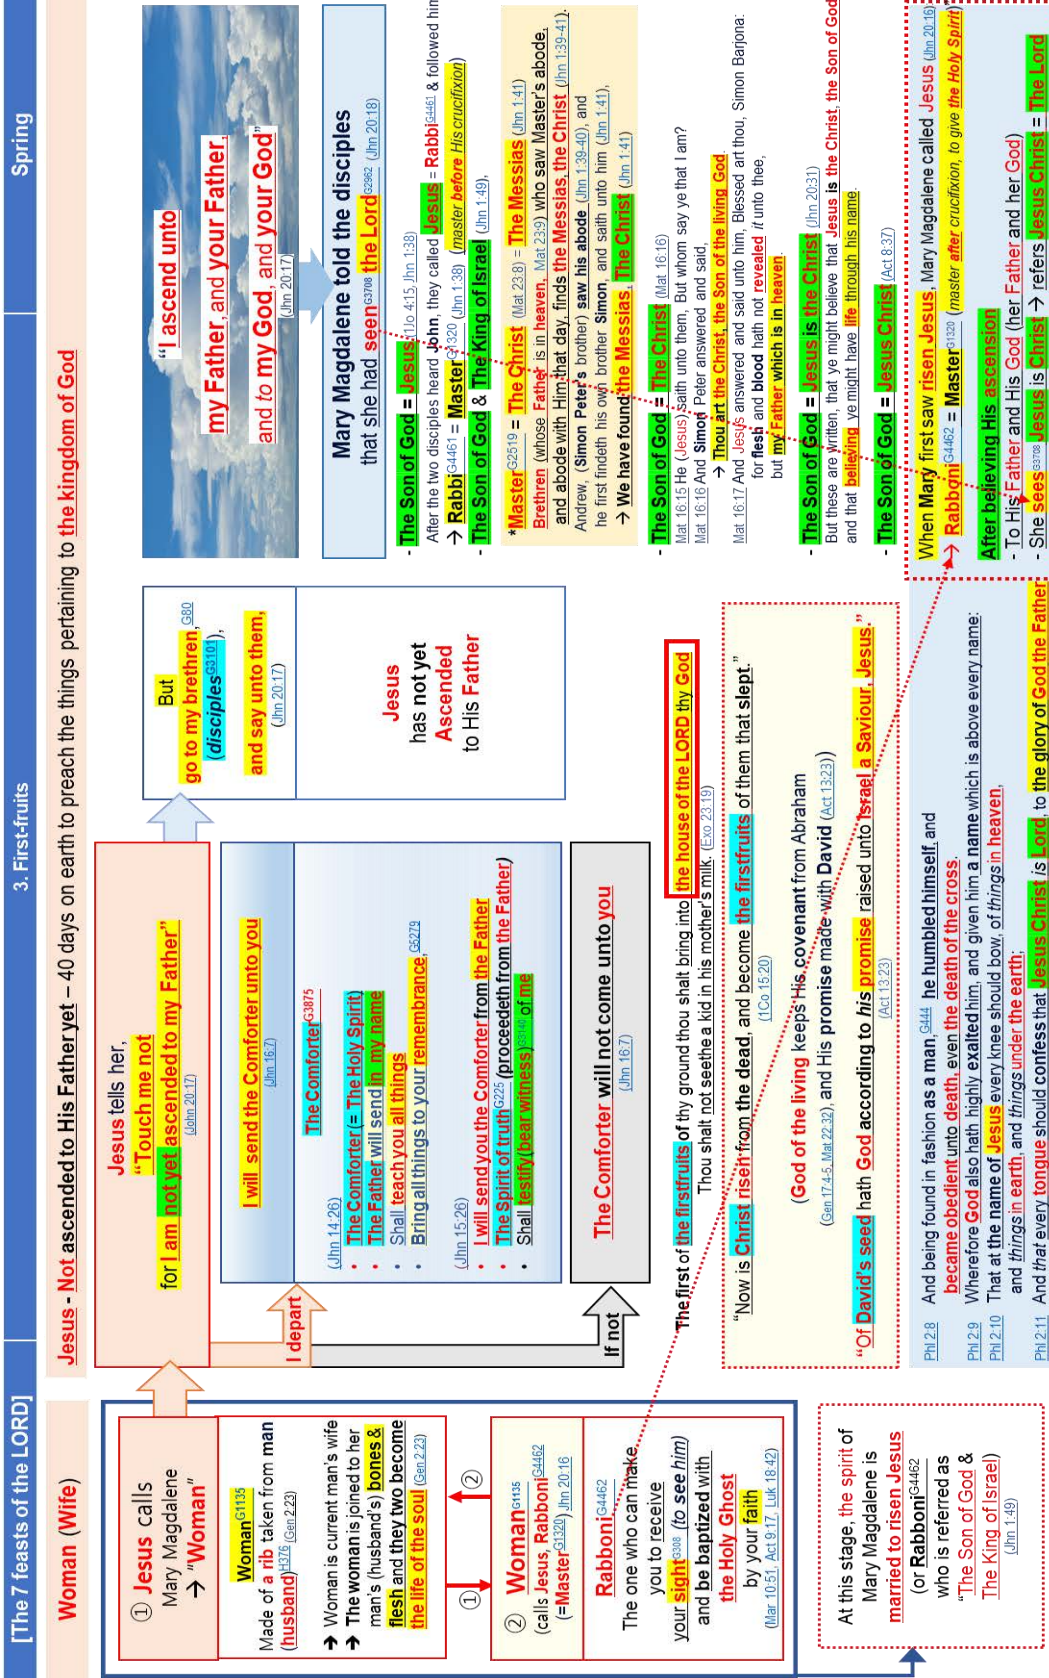 [The 7 feasts of the LORD]
3. First-fruits
Spring
Woman (Wife)
Jesus - Not ascended to His Father yet – 40 days on earth to preach the things pertaining to the kingdom of God
① Jesus calls
Mary Magdalene
→ "Woman"
Woman G1135
Made of a rib taken from man
(husband) H376 (Gen 2:23)
➔ Woman is current man's wife
➔ The woman is joined to her
man's (husband's) bones &
flesh and they two become
the life of the soul (Gen 2:23)
①
②
② Woman G1135
(calls Jesus, Rabboni G4462
(=Master G1320) Jhn 20:16
Rabboni G4462
The one who can make
you to receive
your sight G308 (to see him)
and be baptized with
the Holy Ghost
by your faith
(Mar 10:51, Act 9:17, Luk 18:42)
At this stage, the spirit of
Mary Magdalene is
married to risen Jesus
(or Rabboni G4462
who is referred as
"The Son of God &
The King of Israel)
(Jhn 1:49)
Jesus tells her,
"Touch me not
for I am not yet ascended to my Father"
(John 20:17)
I depart
If not
I will send the Comforter unto you
(Jhn 16:7)
The Comforter G3875
(Jhn 14:26)
• The Comforter (= The Holy Spirit)
• The Father will send in my name
• Shall teach you all things
• Bring all things to your remembrance, G5279
(Jhn 15:26)
• I will send you the Comforter from the Father
• The Spirit of truth G225 (proceedeth from the Father)
• Shall testify (bear witness) G3140 of me
The Comforter will not come unto you
(Jhn 16:7)
But
go to my brethren, G80
(disciples G3101),
and say unto them,
(Jhn 20:17)
Jesus
has not yet
Ascended
to His Father
The first of the firstfruits of thy ground thou shalt bring into the house of the LORD thy God
Thou shalt not seethe a kid in his mother's milk. (Exo 23:19)
"Now is Christ risen from the dead, and become the firstfruits of them that slept."
(1Co 15:20)
(God of the living keeps His covenant from Abraham
(Gen 17:4-5, Mat 22:32), and His promise made with David (Act 13:23))
"Of David's seed hath God according to his promise raised unto Israel a Saviour, Jesus."
(Act 13:23)
Phl 2:8 And being found in fashion as a man, G444 he humbled himself, and
became obedient unto death, even the death of the cross.
Phl 2:9 Wherefore God also hath highly exalted him, and given him a name which is above every name:
Phl 2:10 That at the name of Jesus every knee should bow, of things in heaven,
and things in earth, and things under the earth;
Phl 2:11 And that every tongue should confess that Jesus Christ is Lord, to the glory of God the Father
"I ascend unto
my Father, and your Father,
and to my God, and your God"
(Jhn 20:17)
Mary Magdalene told the disciples
that she had seen G3708 the Lord G2962 (Jhn 20:18)
- The Son of God = Jesus (1Jo 4:15, Jhn 1:38)
After the two disciples heard John, they called Jesus = Rabbi G4461 & followed him
→ Rabbi G4461 = Master G1320 (Jhn 1:38) (master before His crucifixion)
- The Son of God & The King of Israel (Jhn 1:49),
*Master G2519 = The Christ (Mat 23:8) = The Messias (Jhn 1:41)
Brethren (whose Father is in heaven, Mat 23:9) who saw Master's abode,
and abode with Him that day, finds the Messias, the Christ (Jhn 1:39-41).
Andrew, (Simon Peter's brother) saw his abode (Jhn 1:39-40), and
he first findeth his own brother Simon, and saith unto him (Jhn 1:41),
→ We have found the Messias, The Christ (Jhn 1:41)
- The Son of God = The Christ (Mat 16:16)
Mat 16:15 He (Jesus) saith unto them, But whom say ye that I am?
Mat 16:16 And Simon Peter answered and said,
→ Thou art the Christ, the Son of the living God.
Mat 16:17 And Jesus answered and said unto him, Blessed art thou, Simon Barjona:
for flesh and blood hath not revealed it unto thee,
but my Father which is in heaven.
- The Son of God = Jesus is the Christ (Jhn 20:31)
But these are written, that ye might believe that Jesus is the Christ, the Son of God
and that believing ye might have life through his name.
- The Son of God = Jesus Christ (Act 8:37)
When Mary first saw risen Jesus, Mary Magdalene called Jesus (Jhn 20:16)
→ Rabboni G4462 = Master G1320 (master after crucifixion, to give the Holy Spirit)
After believing His ascension
- To His Father and His God (her Father and her God)
- She sees G3708 Jesus is Christ → refers Jesus Christ = The Lord